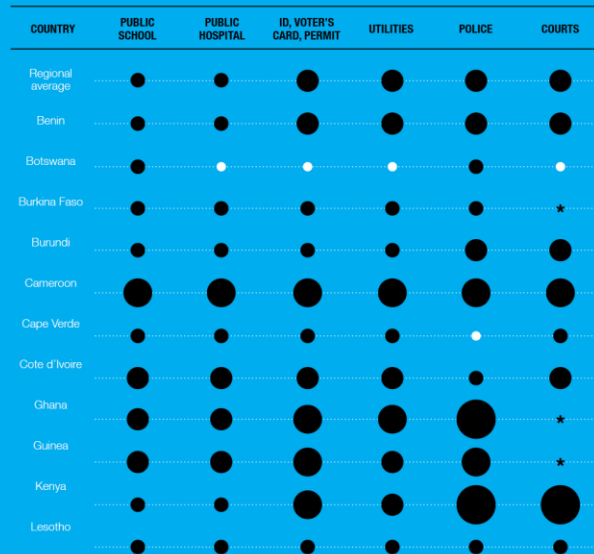 COUNTRY
PUBLIC
SCHOOL
PUBLIC
HOSPITAL
ID, VOTER'S
CARD, PERMIT
UTILITIES
POLICE
COURTS
Regional
average
Benin
Botswana
Burkina Faso
*
Burundi
Cameroon
Cape Verde
Cote d'Ivoire
Ghana
*
Guinea
*
Kenya
Lesotho